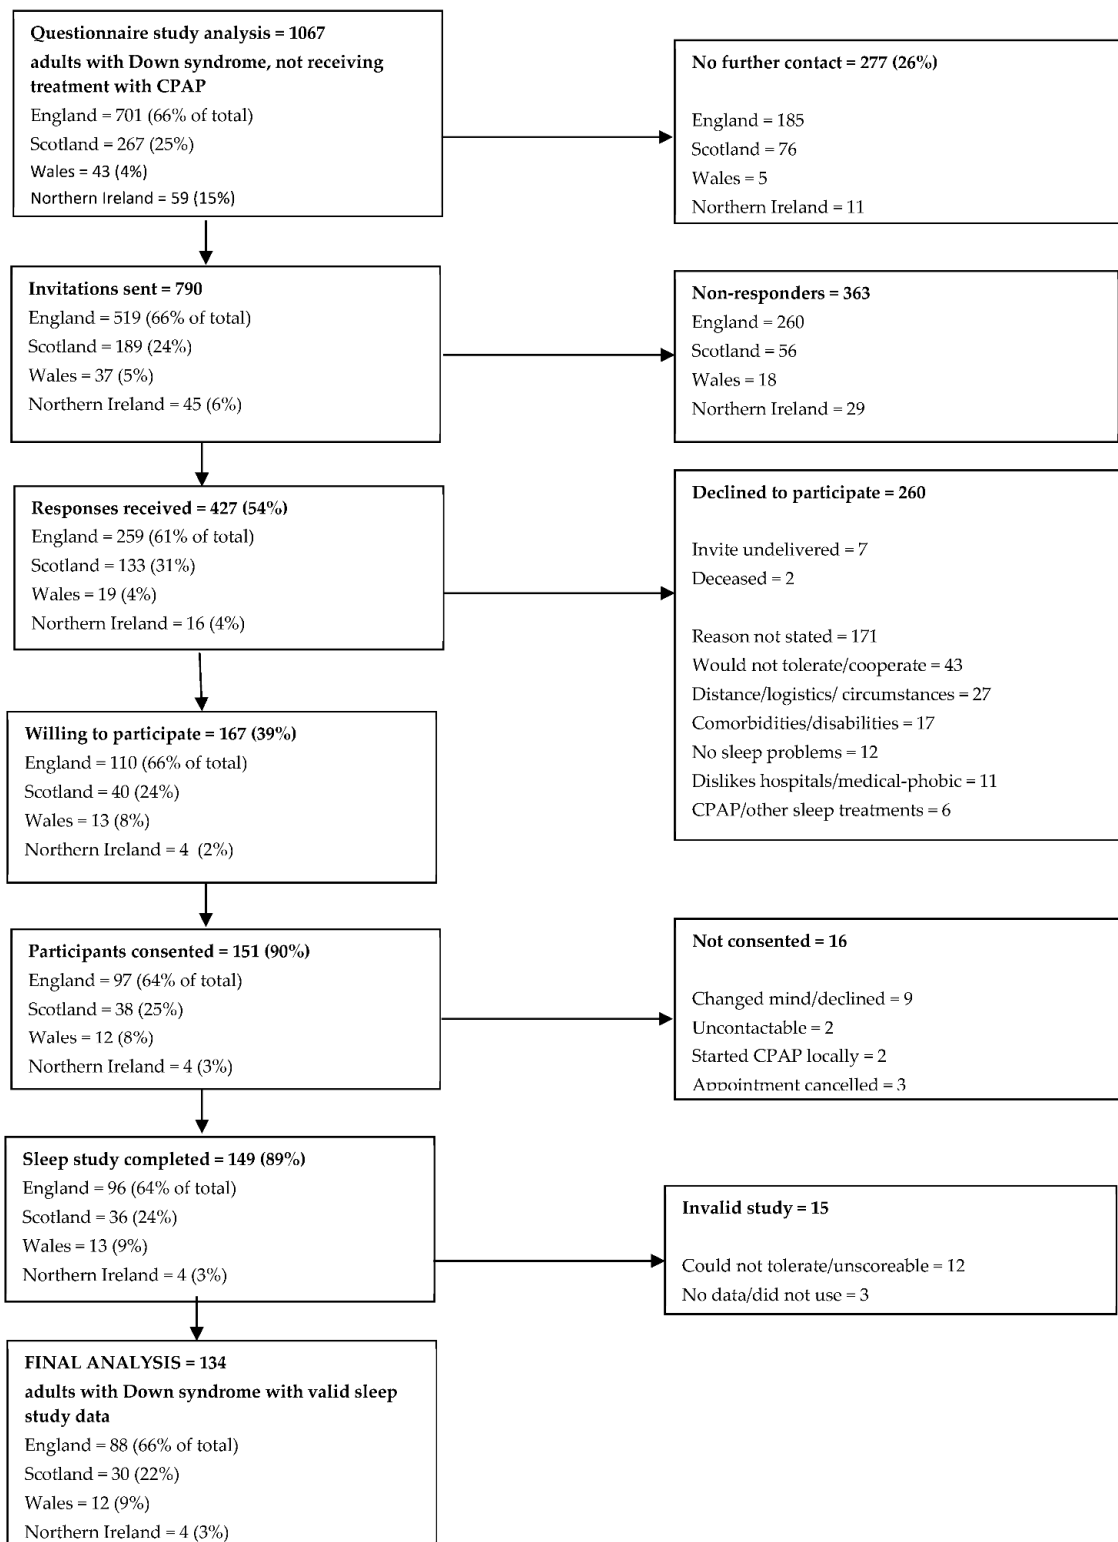 Questionnaire study analysis = 1067
adults with Down syndrome, not receiving
treatment with CPAP
England = 701 (66% of total)
Scotland = 267 (25%)
Wales = 43 (4%)
Northern Ireland = 59 (15%)
No further contact = 277 (26%)
England = 185
Scotland = 76
Wales = 5
Northern Ireland = 11
Invitations sent = 790
England = 519 (66% of total)
Scotland = 189 (24%)
Wales = 37 (5%)
Northern Ireland = 45 (6%)
Non-responders = 363
England = 260
Scotland = 56
Wales = 18
Northern Ireland = 29
Responses received = 427 (54%)
England = 259 (61% of total)
Scotland = 133 (31%)
Wales = 19 (4%)
Northern Ireland = 16 (4%)
Declined to participate = 260
Invite undelivered = 7
Deceased = 2
Reason not stated = 171
Would not tolerate/cooperate = 43
Distance/logistics/ circumstances = 27
Comorbidities/disabilities = 17
No sleep problems = 12
Dislikes hospitals/medical-phobic = 11
CPAP/other sleep treatments = 6
Willing to participate = 167 (39%)
England = 110 (66% of total)
Scotland = 40 (24%)
Wales = 13 (8%)
Northern Ireland = 4 (2%)
Participants consented = 151 (90%)
England = 97 (64% of total)
Scotland = 38 (25%)
Wales = 12 (8%)
Northern Ireland = 4 (3%)
Not consented = 16
Changed mind/declined = 9
Uncontactable = 2
Started CPAP locally = 2
Appointment cancelled = 3
Sleep study completed = 149 (89%)
England = 96 (64% of total)
Scotland = 36 (24%)
Wales = 13 (9%)
Northern Ireland = 4 (3%)
Invalid study = 15
Could not tolerate/unscoreable = 12
No data/did not use = 3
FINAL ANALYSIS = 134
adults with Down syndrome with valid sleep
study data
England = 88 (66% of total)
Scotland = 30 (22%)
Wales = 12 (9%)
Northern Ireland = 4 (3%)